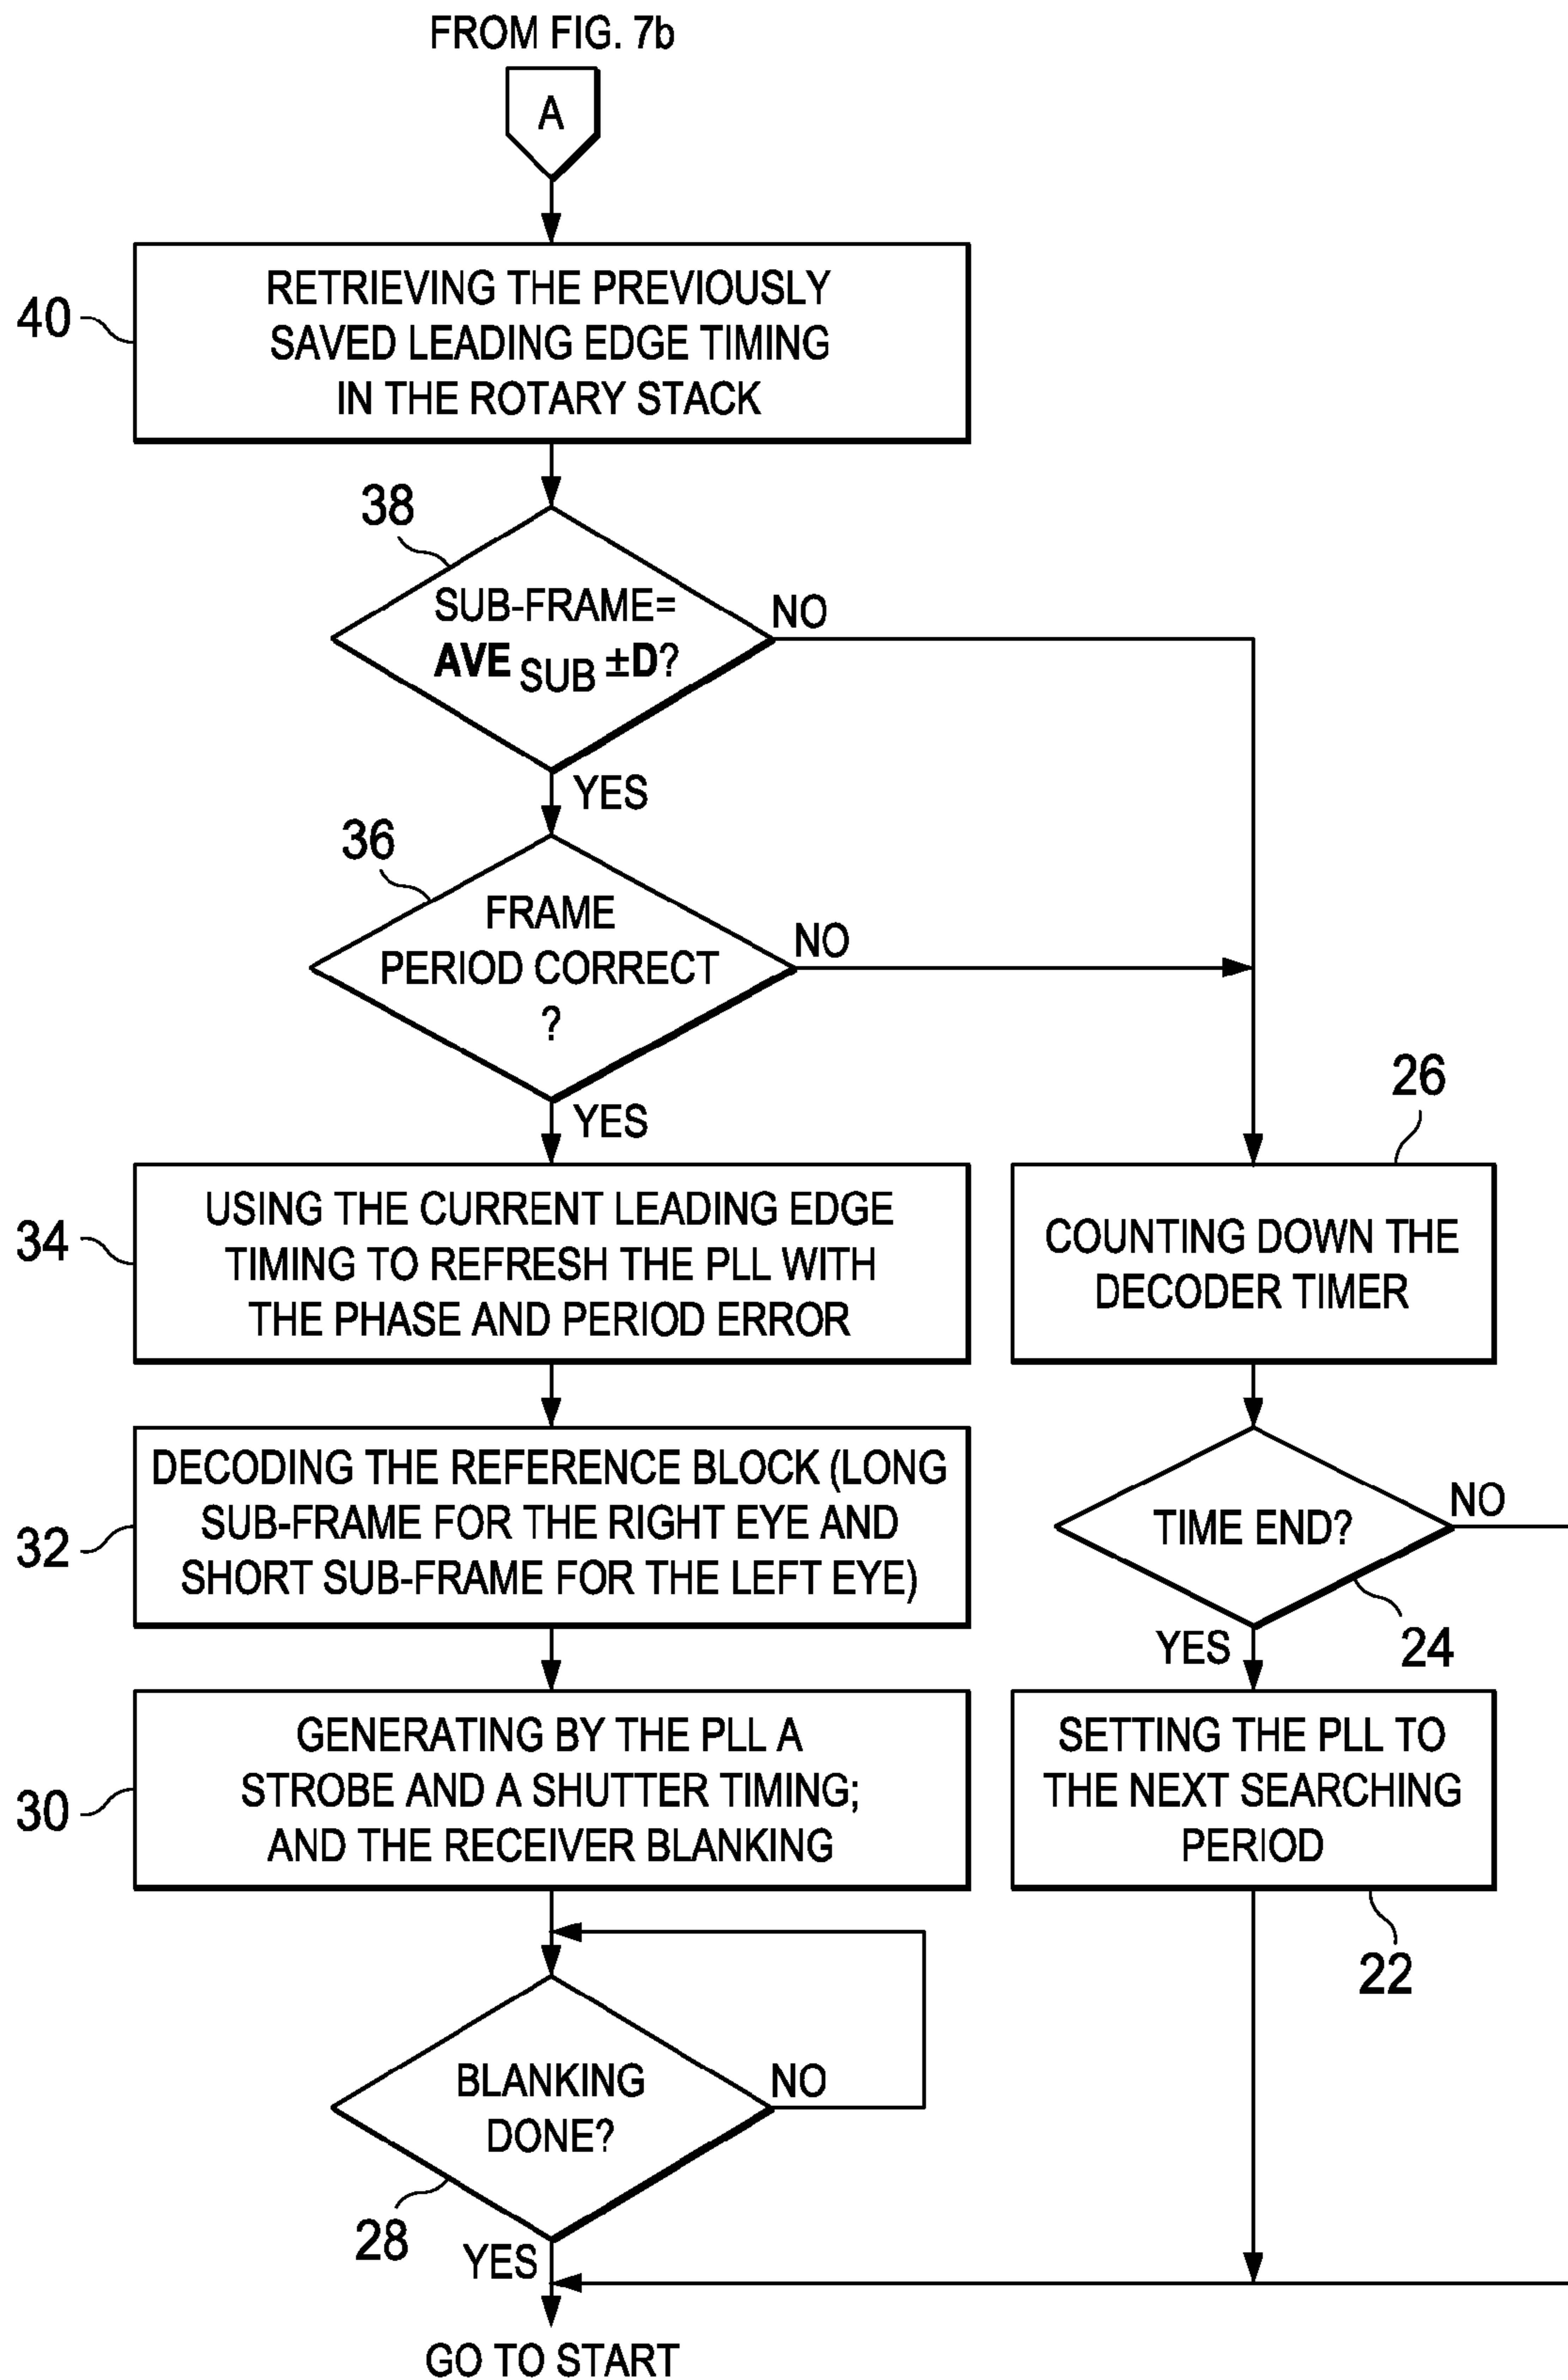 FROM FIG. 7b
A
40
RETRIEVING THE PREVIOUSLY
SAVED LEADING EDGE TIMING
IN THE ROTARY STACK
38
SUB-FRAME=
AVE SUB ±D?
NO
YES
36
FRAME
PERIOD CORRECT
?
NO
YES
34
USING THE CURRENT LEADING EDGE
TIMING TO REFRESH THE PLL WITH
THE PHASE AND PERIOD ERROR
26
COUNTING DOWN THE
DECODER TIMER
32
DECODING THE REFERENCE BLOCK (LONG
SUB-FRAME FOR THE RIGHT EYE AND
SHORT SUB-FRAME FOR THE LEFT EYE)
TIME END?
NO
24
YES
30
GENERATING BY THE PLL A
STROBE AND A SHUTTER TIMING;
AND THE RECEIVER BLANKING
SETTING THE PLL TO
THE NEXT SEARCHING
PERIOD
22
BLANKING
DONE?
NO
28
YES
GO TO START